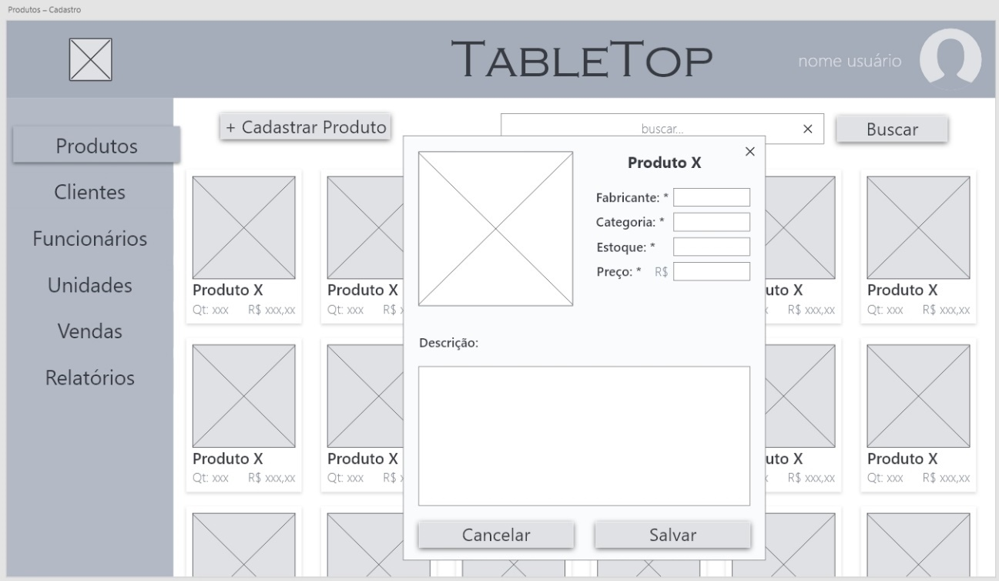 Produtos – Cadastro
TABLETOP
nome usuário
+ Cadastrar Produto
buscar...
×
Buscar
Produtos
Clientes
Funcionários
Unidades
Vendas
Relatórios
×
Produto X
Fabricante: *
Categoria: *
Estoque: *
Preço: * R$
Descrição:
Cancelar
Salvar
Produto X
Qt: xxx R$ xxx,xx
Produto X
Qt: xxx R$ x
uto X
R$ xxx,xx
Produto X
Qt: xxx R$ xxx,xx
Produto X
Qt: xxx R$ xxx,xx
Produto X
Qt: xxx R$ x
uto X
R$ xxx,xx
Produto X
Qt: xxx R$ xxx,xx